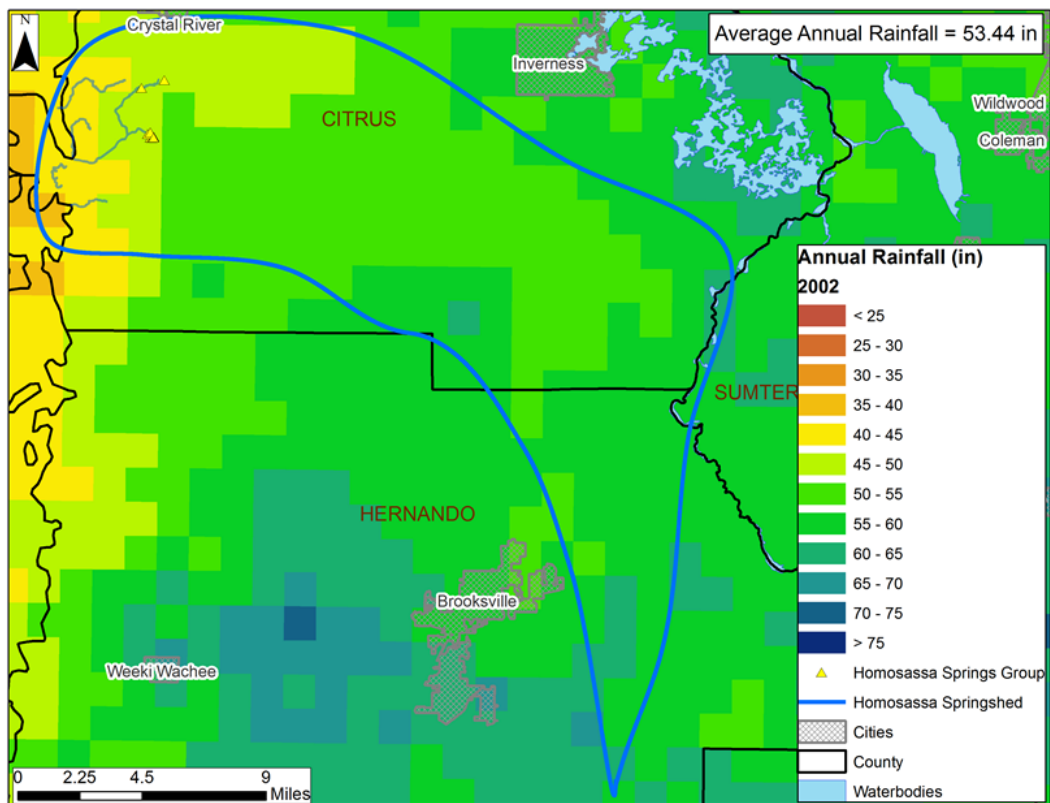 N
Crystal River
Average Annual Rainfall = 53.44 in
Inverness
CITRUS
Wildwood
Coleman
Annual Rainfall (in)
2002
< 25
25 - 30
30 - 35
35 - 40
40 - 45
45 - 50
50 - 55
55 - 60
60 - 65
65 - 70
70 - 75
> 75
Homosassa Springs Group
Homosassa Springshed
Cities
County
Waterbodies
SUMTER
HERNANDO
Brooksville
Weeki Wachee
0 2.25 4.5 9
Miles